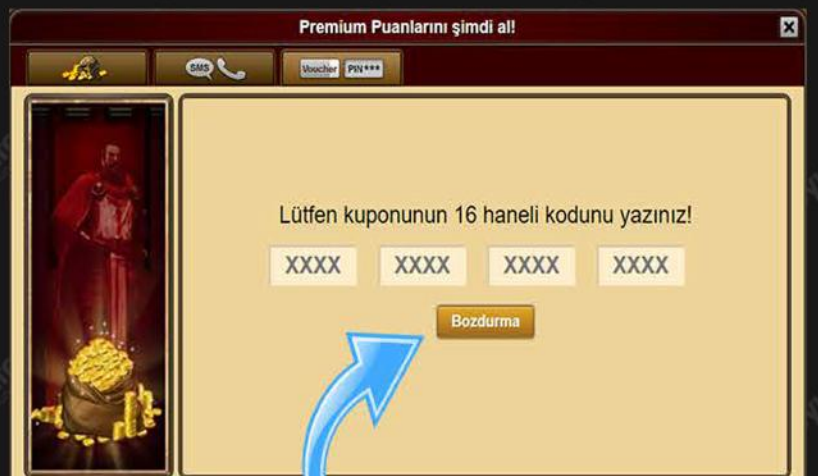 Premium Puanlarını şimdi al!
SMS
Voucher PIN***
Lütfen kuponunun 16 haneli kodunu yazınız!
XXXX XXXX XXXX XXXX
Bozdurma